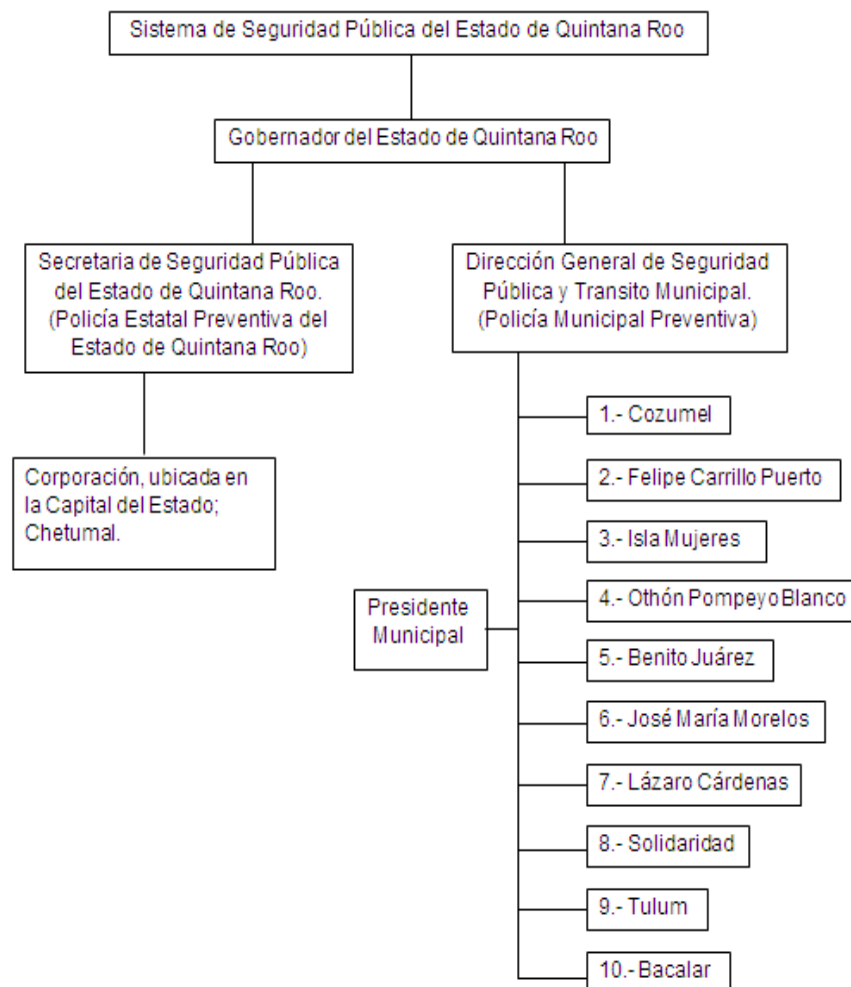 Sistema de Seguridad Pública del Estado de Quintana Roo
Gobernador del Estado de Quintana Roo
Secretaria de Seguridad Pública
del Estado de Quintana Roo.
(Policía Estatal Preventiva del
Estado de Quintana Roo)
Dirección General de Seguridad
Pública y Transito Municipal.
(Policía Municipal Preventiva)
Corporación, ubicada en
la Capital del Estado;
Chetumal.
Presidente
Municipal
1.- Cozumel
2.- Felipe Carrillo Puerto
3.- Isla Mujeres
4.- Othón Pompeyo Blanco
5.- Benito Juárez
6.- José María Morelos
7.- Lázaro Cárdenas
8.- Solidaridad
9.- Tulum
10.- Bacalar